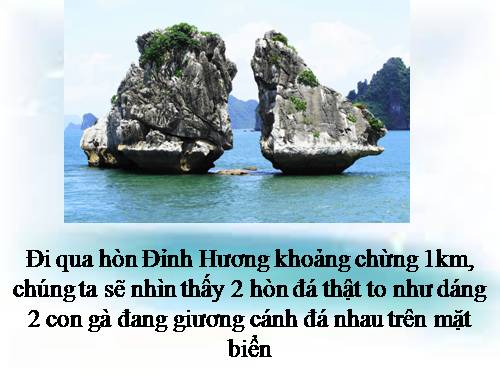 Đi qua hòn Đỉnh Hương khoảng chừng 1km,
chúng ta sẽ nhìn thấy 2 hòn đá thật to như dáng
2 con gà đang giương cánh đá nhau trên mặt
biển